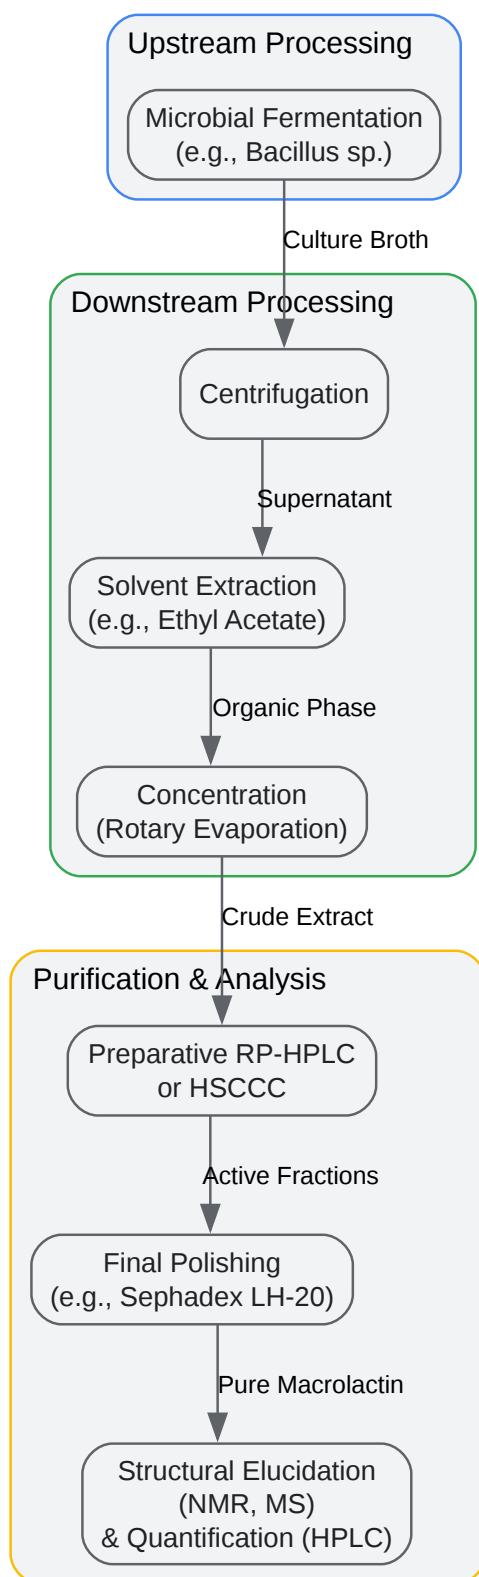 Upstream Processing
Microbial Fermentation
(e.g., Bacillus sp.)
Culture Broth
Downstream Processing
Centrifugation
Supernatant
Solvent Extraction
(e.g., Ethyl Acetate)
Organic Phase
Concentration
(Rotary Evaporation)
Crude Extract
Purification & Analysis
Preparative RP-HPLC
or HSCCC
Active Fractions
Final Polishing
(e.g., Sephadex LH-20)
Pure Macrolactin
Structural Elucidation
(NMR, MS)
& Quantification (HPLC)